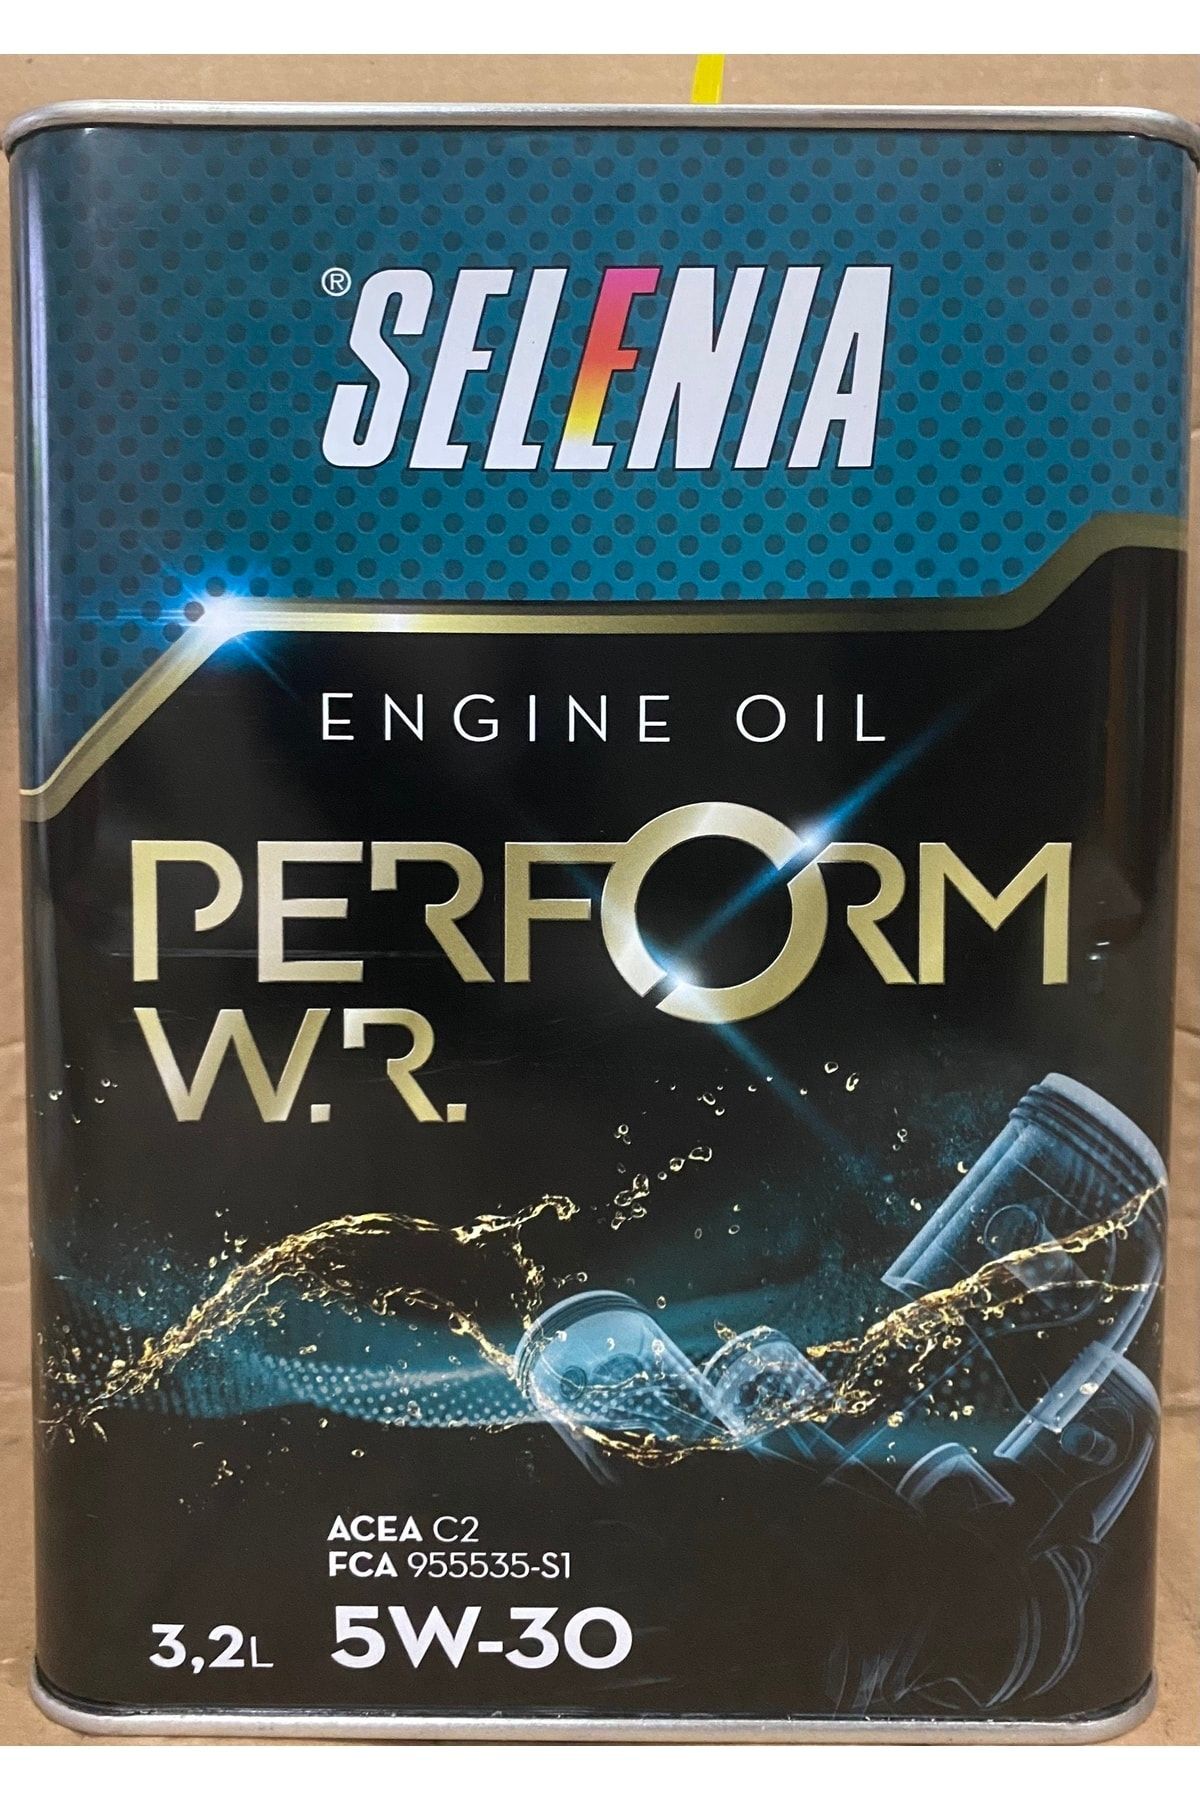 ® SELENIA
ENGINE OIL
PERFORM
W.R.
ACEA C2
FCA 955535-S1
3,2L 5W-30